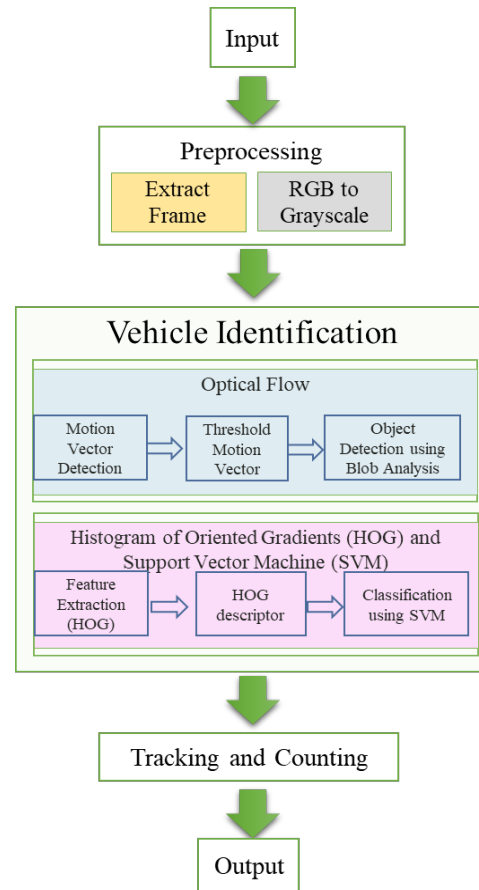 Input
Preprocessing
Extract
Frame
RGB to
Grayscale
Vehicle Identification
Optical Flow
Motion
Vector
Detection
Threshold
Motion
Vector
Object
Detection using
Blob Analysis
Histogram of Oriented Gradients (HOG) and
Support Vector Machine (SVM)
Feature
Extraction
(HOG)
HOG
descriptor
Classification
using SVM
Tracking and Counting
Output